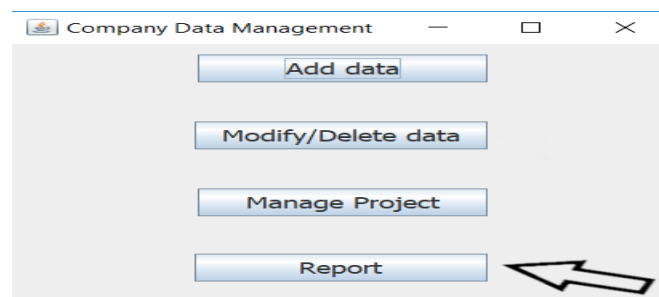 Company Data Management
Add data
Modify/Delete data
Manage Project
Report